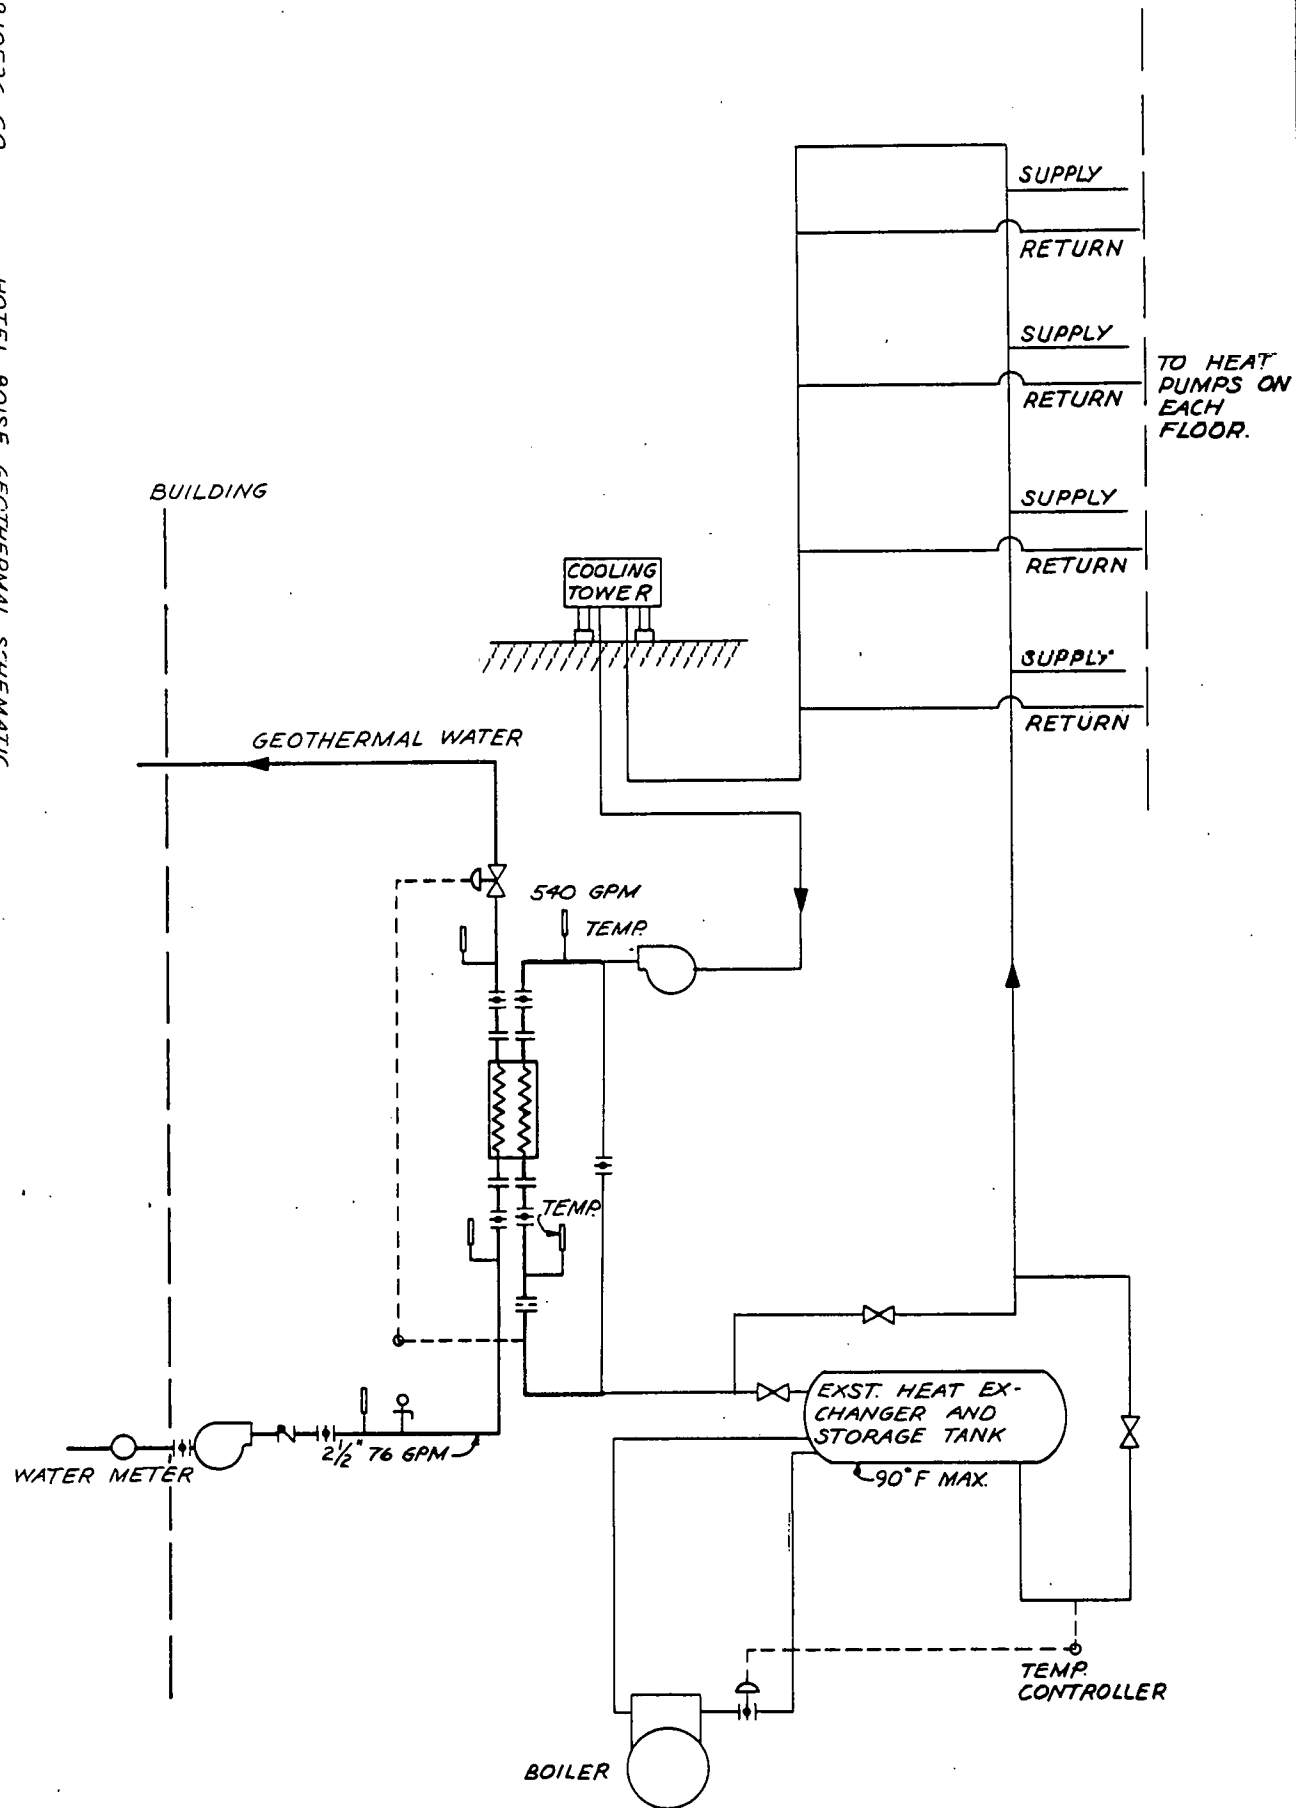 HOTEL BOISE GEOTHERMAL SCHEMATIC
SUPPLY
RETURN
SUPPLY
RETURN
TO HEAT
PUMPS ON
EACH
FLOOR.
SUPPLY
RETURN
SUPPLY
RETURN
BUILDING
COOLING
TOWER
GEOTHERMAL WATER
540 GPM
TEMP.
TEMP.
EXST. HEAT EX-
CHANGER AND
STORAGE TANK
90°F MAX.
2 1/2" 76 GPM
WATER METER
TEMP.
CONTROLLER
BOILER